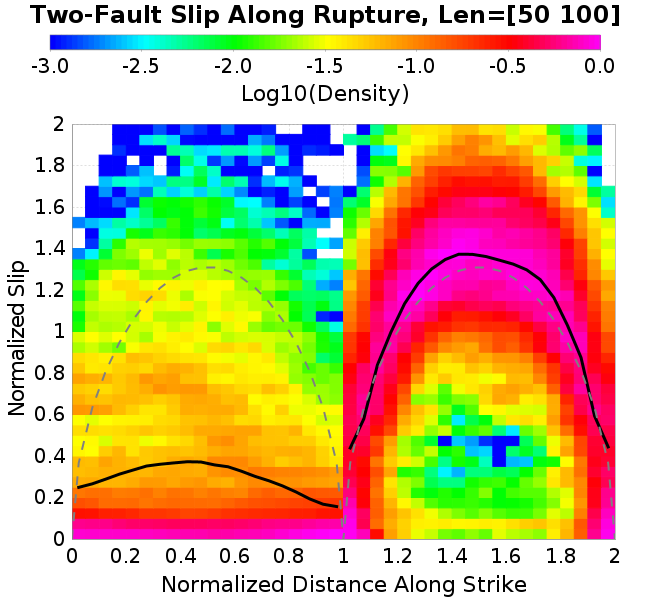 Two-Fault Slip Along Rupture, Len=[50 100]
-3.0 -2.5 -2.0 -1.5 -1.0 -0.5 0.0
Log10(Density)
2
1.8
1.6
1.4
1.2
1
0.8
0.6
0.4
0.2
0
Normalized Slip
0 0.2 0.4 0.6 0.8 1 1.2 1.4 1.6 1.8 2
Normalized Distance Along Strike